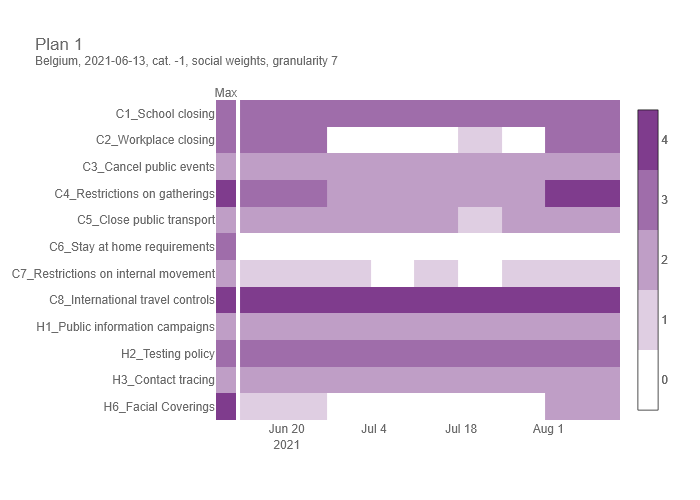 Plan 1
Belgium, 2021-06-13, cat. -1, social weights, granularity 7
Max
C1_School closing
C2_Workplace closing
C3_Cancel public events
C4_Restrictions on gatherings
C5_Close public transport
C6_Stay at home requirements
C7_Restrictions on internal movement
C8_International travel controls
H1_Public information campaigns
H2_Testing policy
H3_Contact tracing
H6_Facial Coverings
Jun 20 Jul 4 Jul 18 Aug 1
2021
4
3
2
1
0